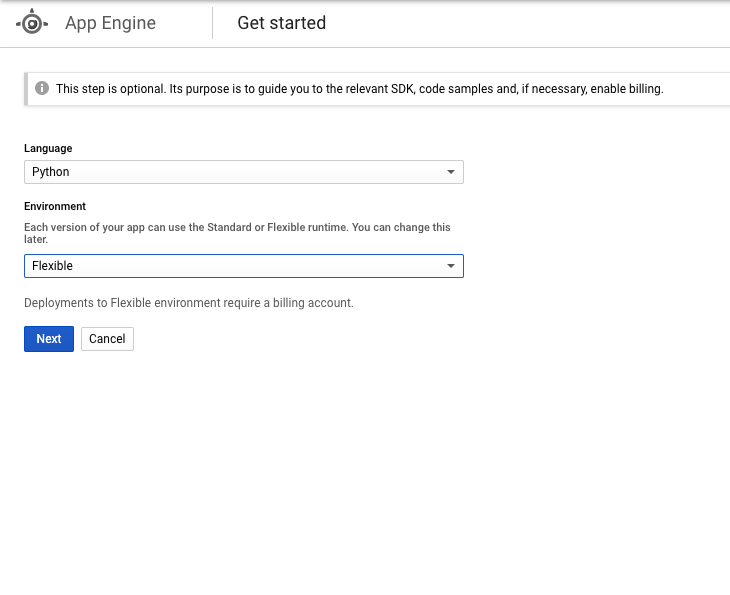 App Engine
Get started
This step is optional. Its purpose is to guide you to the relevant SDK, code samples and, if necessary, enable billing.
Language
Python
Environment
Each version of your app can use the Standard or Flexible runtime. You can change this
later.
Flexible
Deployments to Flexible environment require a billing account.
Next
Cancel